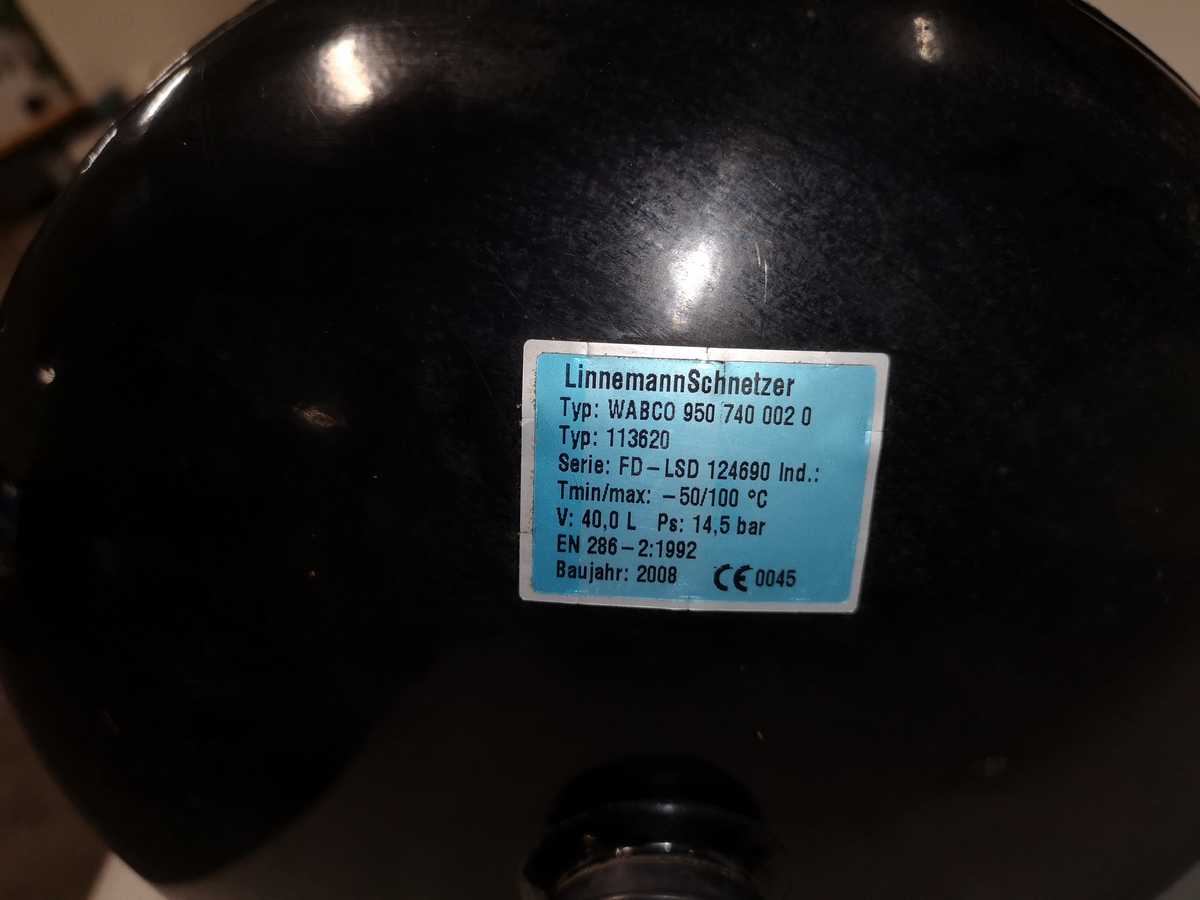 LinnemannSchnetzer
Typ: WABCO 950 740 002 0
Typ: 113620
Serie: FD-LSD 124690 Ind.:
Tmin/max: -50/100 °C
V: 40,0 L Ps: 14,5 bar
EN 286-2:1992
Baujahr: 2008 CE 0045